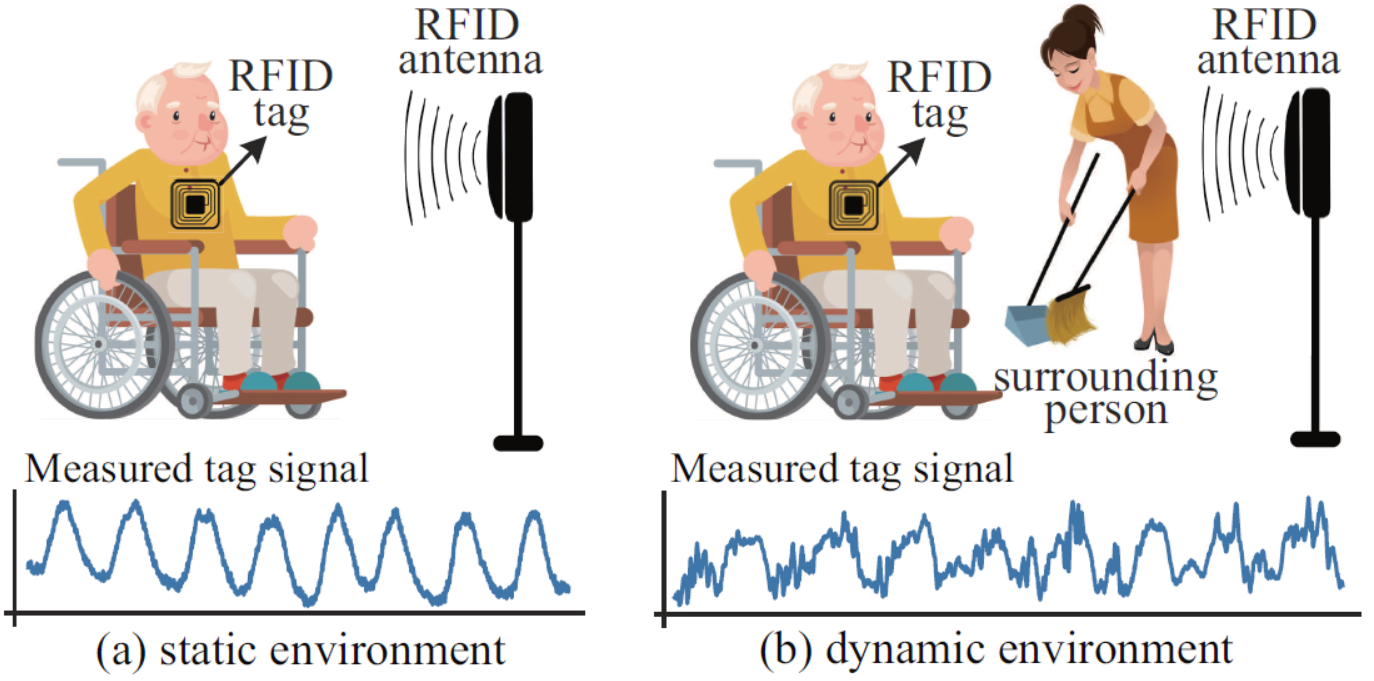 RFID
tag
RFID
antenna
Measured tag signal
(a) static environment
RFID
tag
RFID
antenna
surrounding
person
Measured tag signal
(b) dynamic environment